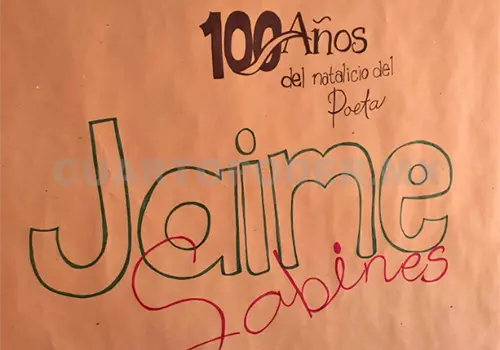 100 Años
del natalicio del
Poeta
Jaime
Sabines